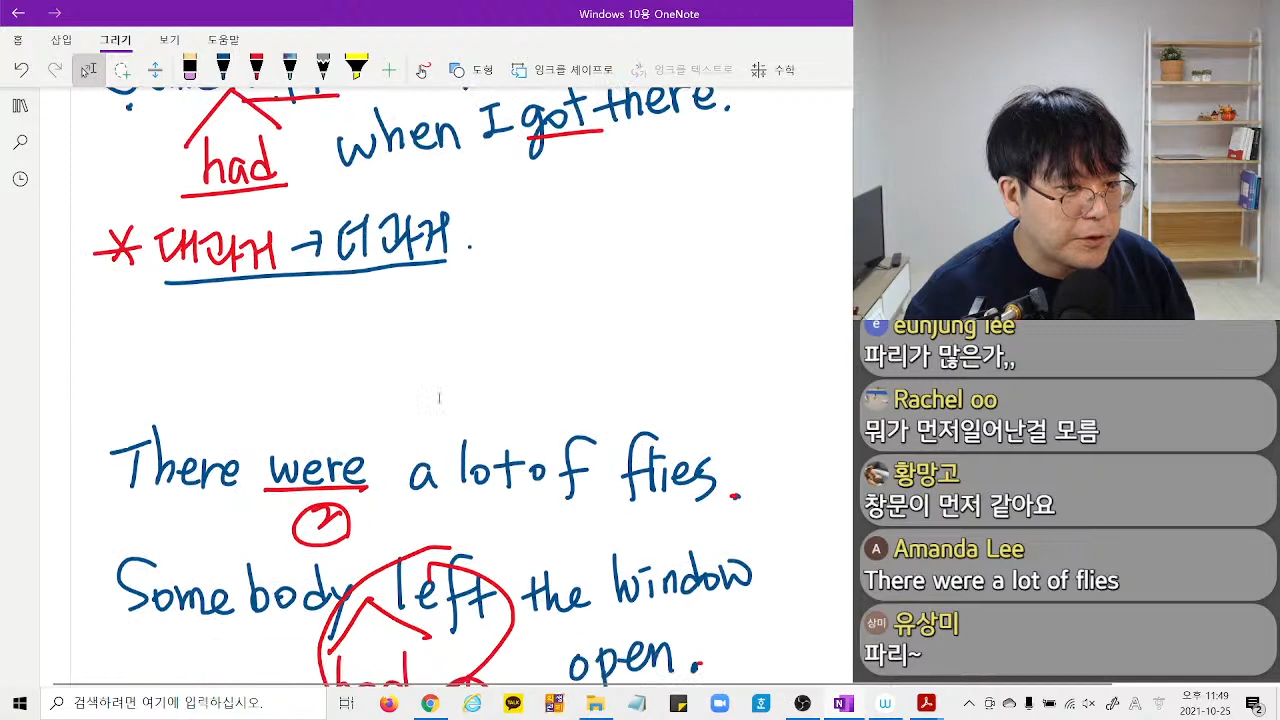 Windows 10용 OneNote
홈 삽입 그리기 보기 도움말
도형 잉크를 셰이프로 잉크를 텍스트로 수학
when I got there.
had
* 대과거 → 더 과거.
There were a lot of flies.
②
Somebody left the window
had
open.
eunjung lee
파리가 많은가,,
Rachel oo
뭐가 먼저일어난걸 모름
황망고
창문이 먼저 같아요
A Amanda Lee
There were a lot of flies
상미 유상미
파리~
검색하려면 여기에 입력하십시오.
TALK
오후 11:49
2021-10-25